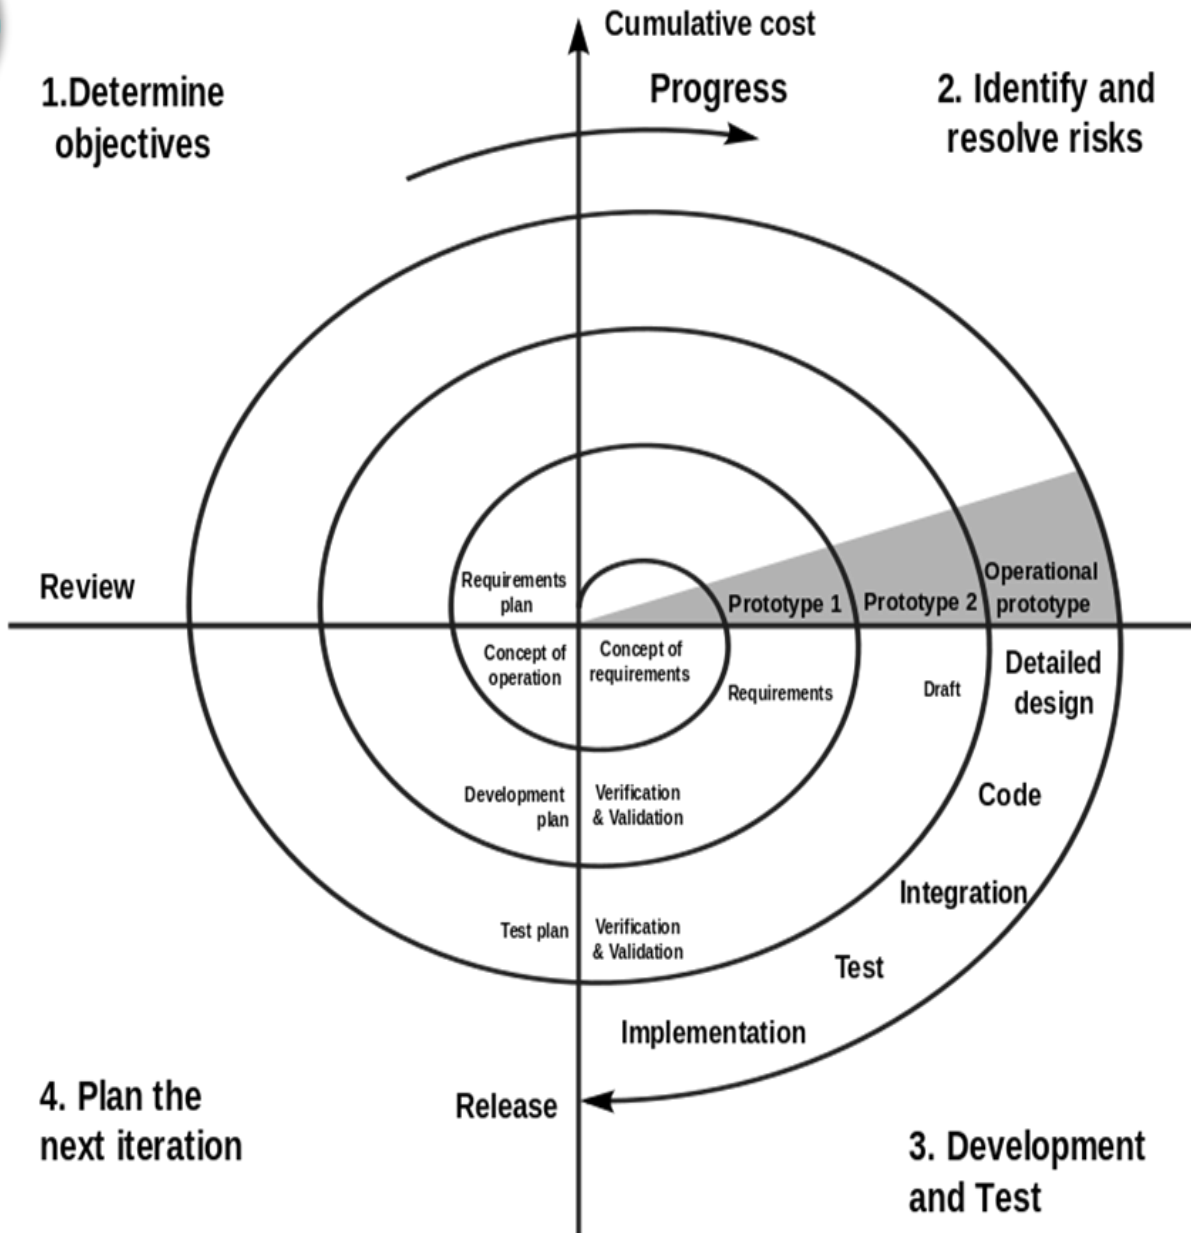 Cumulative cost
Progress
1.Determine
objectives
2. Identify and
resolve risks
Review
Requirements
plan
Operational
prototype
Prototype 1
Prototype 2
Concept of
operation
Concept of
requirements
Requirements
Draft
Detailed
design
Development
plan
Verification
& Validation
Code
Integration
Test plan
Verification
& Validation
Test
Implementation
Release
4. Plan the
next iteration
3. Development
and Test